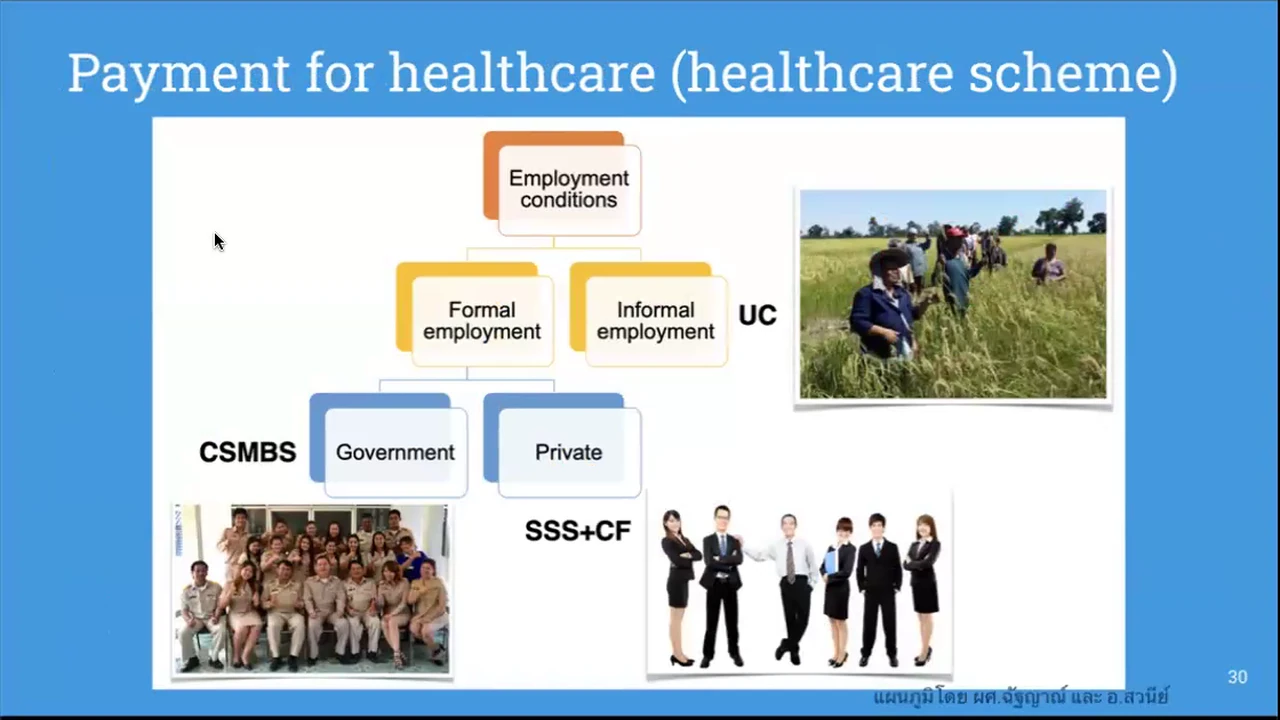 Payment for healthcare (healthcare scheme)
Employment
conditions
Formal
employment
Informal
employment
UC
CSMBS
Government
Private
SSS+CF
30
แผนภูมิโดย ผศ.ฉัฐญาณ์ และ อ.สวนีย์